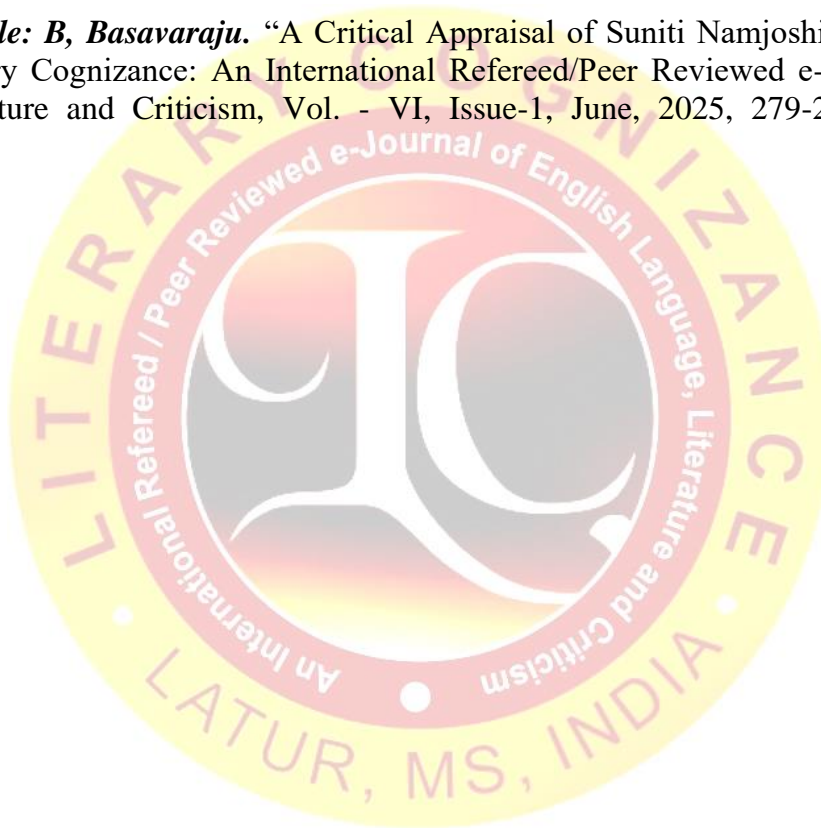 le: B, Basavaraju. “A Critical Appraisal of Suniti Namjoshi
ry Cognizance: An International Refereed/Peer Reviewed e-
ture and Criticism, Vol. - VI, Issue-1, June, 2025, 279-2
LITERARY COGNIZANCE
An International Refereed / Peer Reviewed e-Journal of English Language, Literature and Criticism
LC
• LATUR, MS, INDIA •